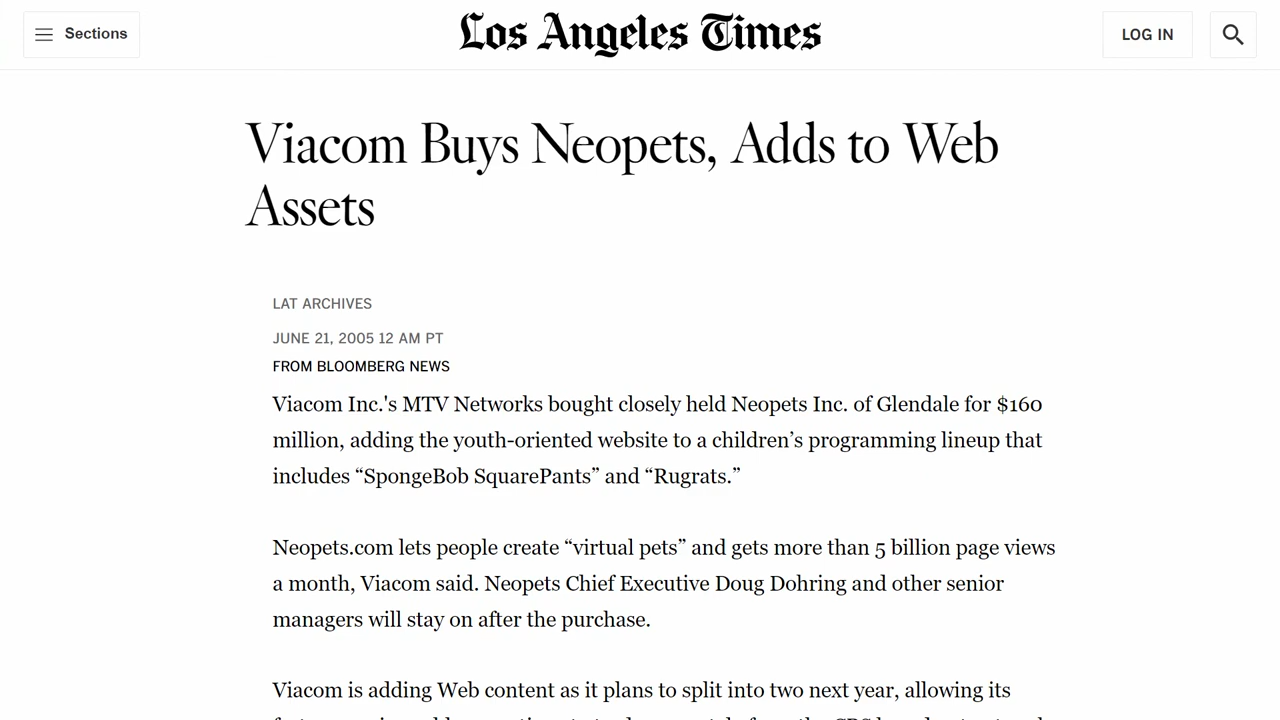 Sections
Los Angeles Times
LOG IN
Viacom Buys Neopets, Adds to Web
Assets
LAT ARCHIVES
JUNE 21, 2005 12 AM PT
FROM BLOOMBERG NEWS
Viacom Inc.'s MTV Networks bought closely held Neopets Inc. of Glendale for $160
million, adding the youth-oriented website to a children’s programming lineup that
includes “SpongeBob SquarePants” and “Rugrats.”
Neopets.com lets people create “virtual pets” and gets more than 5 billion page views
a month, Viacom said. Neopets Chief Executive Doug Dohring and other senior
managers will stay on after the purchase.
Viacom is adding Web content as it plans to split into two next year, allowing its